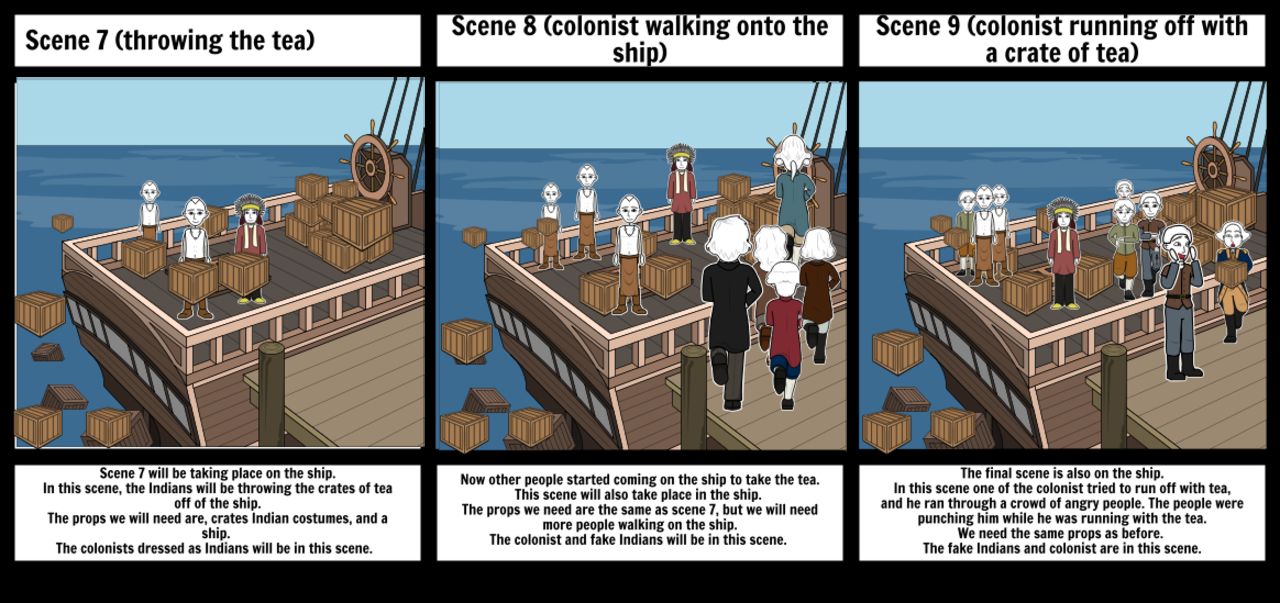 Scene 7 (throwing the tea)
Scene 8 (colonist walking onto the
ship)
Scene 9 (colonist running off with
a crate of tea)
Scene 7 will be taking place on the ship.
In this scene, the Indians will be throwing the crates of tea
off of the ship.
The props we will need are, crates Indian costumes, and a
ship.
The colonists dressed as Indians will be in this scene.
Now other people started coming on the ship to take the tea.
This scene will also take place in the ship.
The props we need are the same as scene 7, but we will need
more people walking on the ship.
The colonist and fake Indians will be in this scene.
The final scene is also on the ship.
In this scene one of the colonist tried to run off with tea,
and he ran through a crowd of angry people. The people were
punching him while he was running with the tea.
We need the same props as before.
The fake Indians and colonist are in this scene.